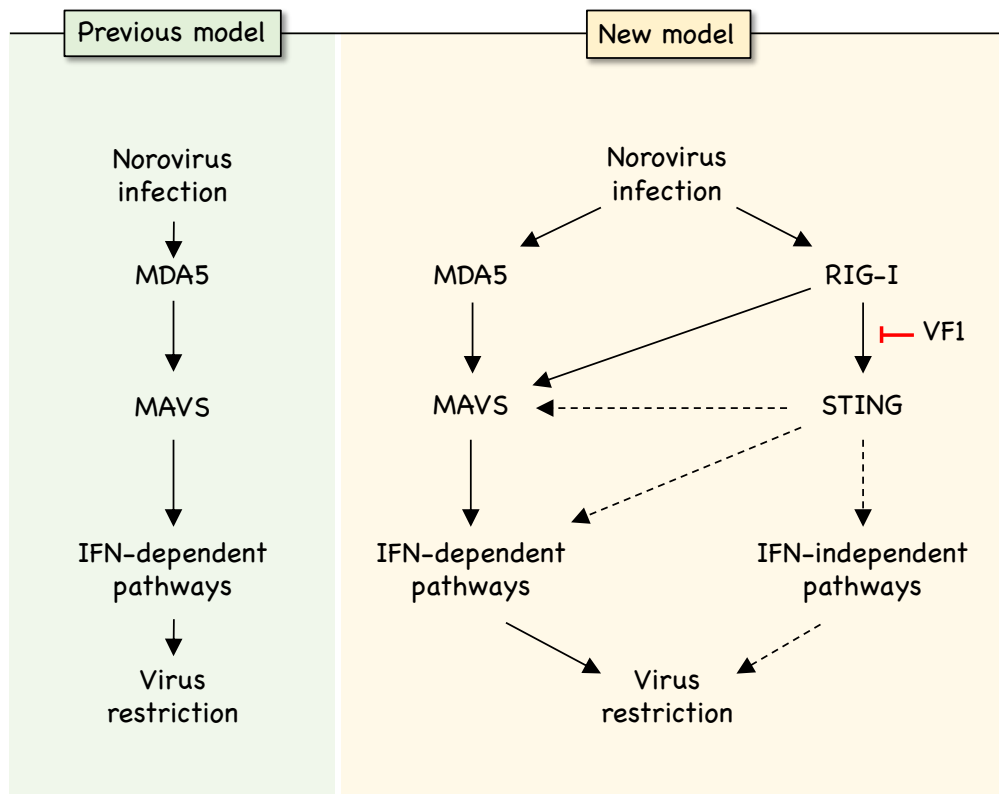 Previous model
Norovirus
infection
MDA5
MAVS
IFN-dependent
pathways
Virus
restriction
New model
Norovirus
infection
MDA5
RIG-I
VF1
MAVS
STING
IFN-dependent
pathways
IFN-independent
pathways
Virus
restriction